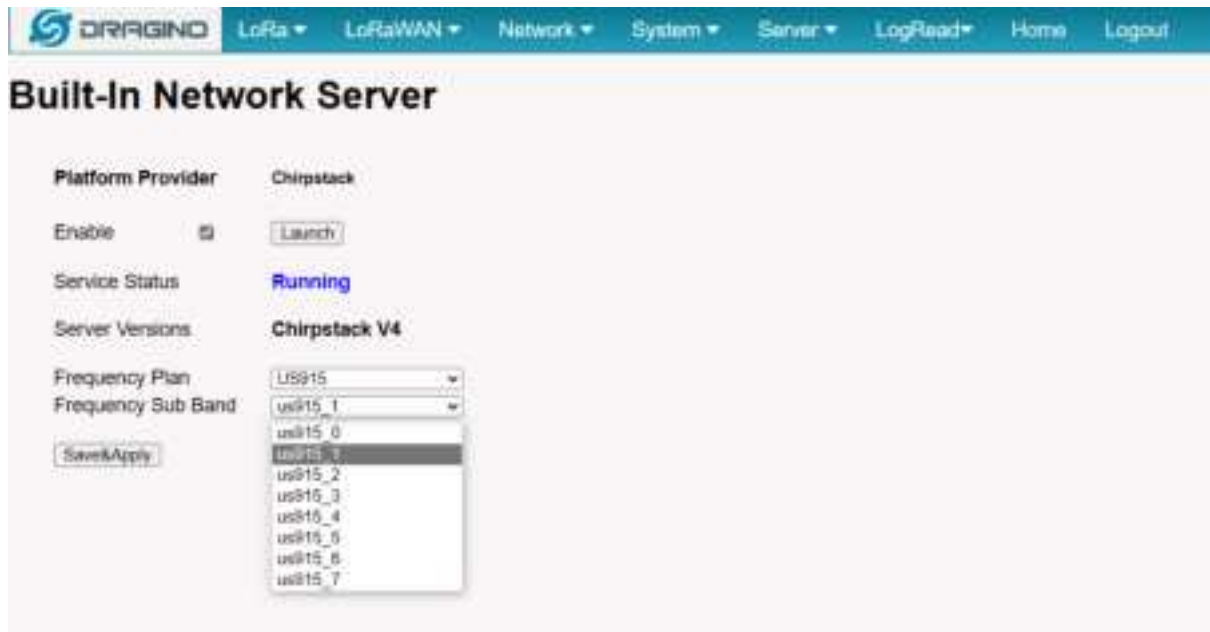 DRAGINO LoRa LoRaWAN Network System Server LogRead Home Logout
Built-In Network Server
Platform Provider Chirpstack
Enable Launch
Service Status Running
Server Versions Chirpstack V4
Frequency Plan US915
Frequency Sub Band us915_1
us915_0
Save&Apply us915_1
us915_2
us915_3
us915_4
us915_5
us915_6
us915_7